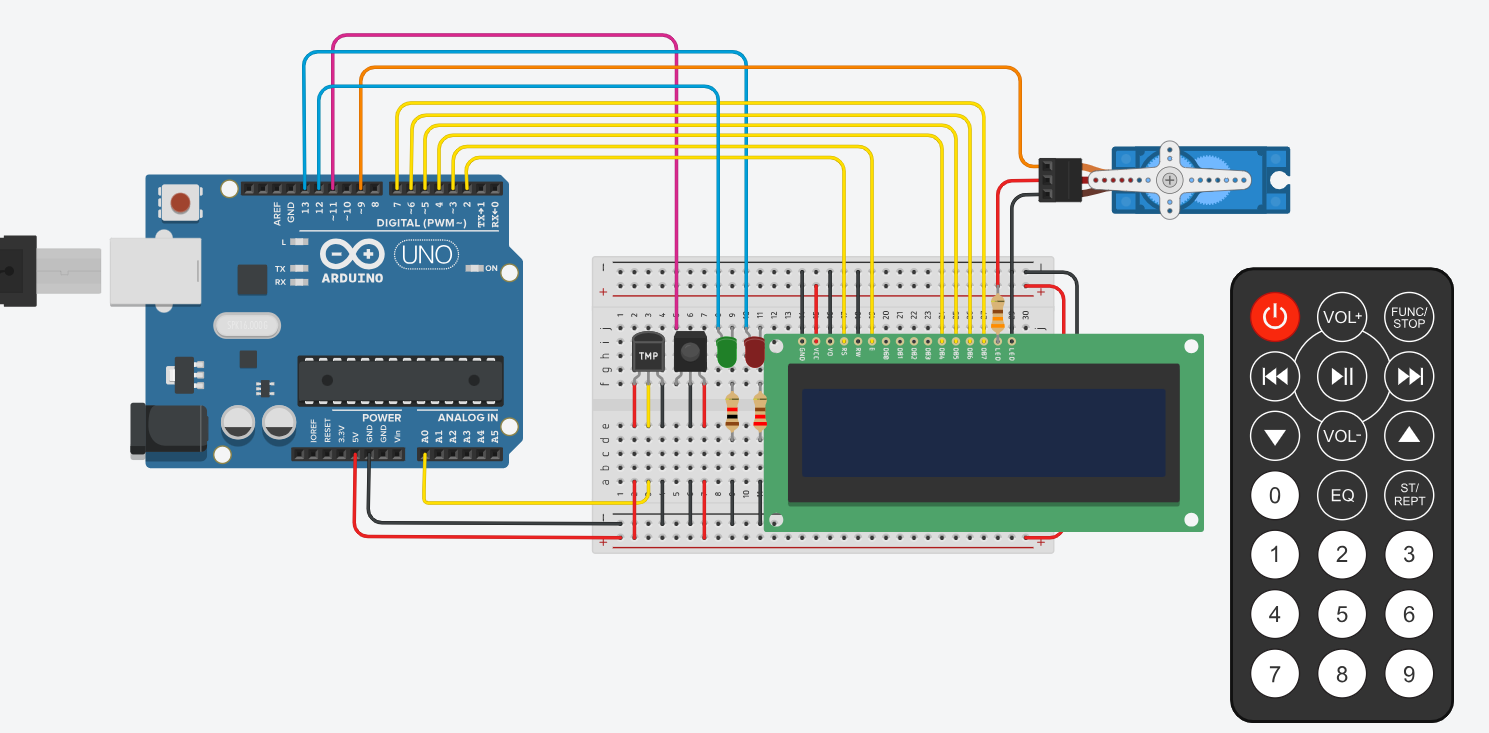 AREF
GND
13
12
~11
~10
~9
8
7
~6
~5
4
~3
2
TX→1
RX←0
DIGITAL (PWM~)
L
TX
RX
UNO
ON
ARDUINO
POWER
ANALOG IN
IOREF
RESET
3.3V
5V
GND
GND
Vin
A0
A1
A2
A3
A4
A5
TMP
GND
VCC
V0
RS
RW
E
DB0
DB1
DB2
DB3
DB4
DB5
DB6
DB7
LED
LED
j
i
h
g
f
e
d
c
b
a
VOL+
FUNC/
STOP
VOL-
0
EQ
ST/
REPT
1
2
3
4
5
6
7
8
9